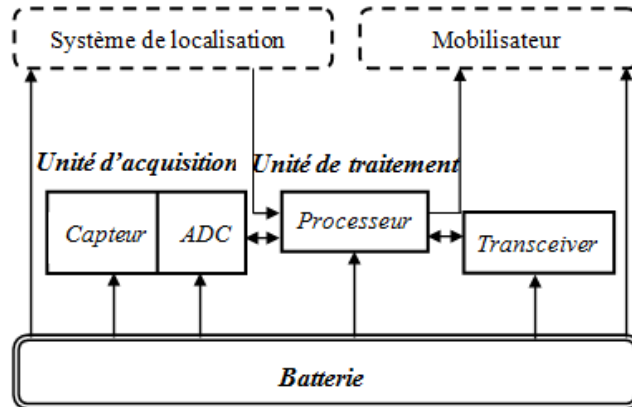 Système de localisation
Mobilisateur
Unité d'acquisition
Unité de traitement
Capteur
ADC
Processeur
Transceiver
Batterie